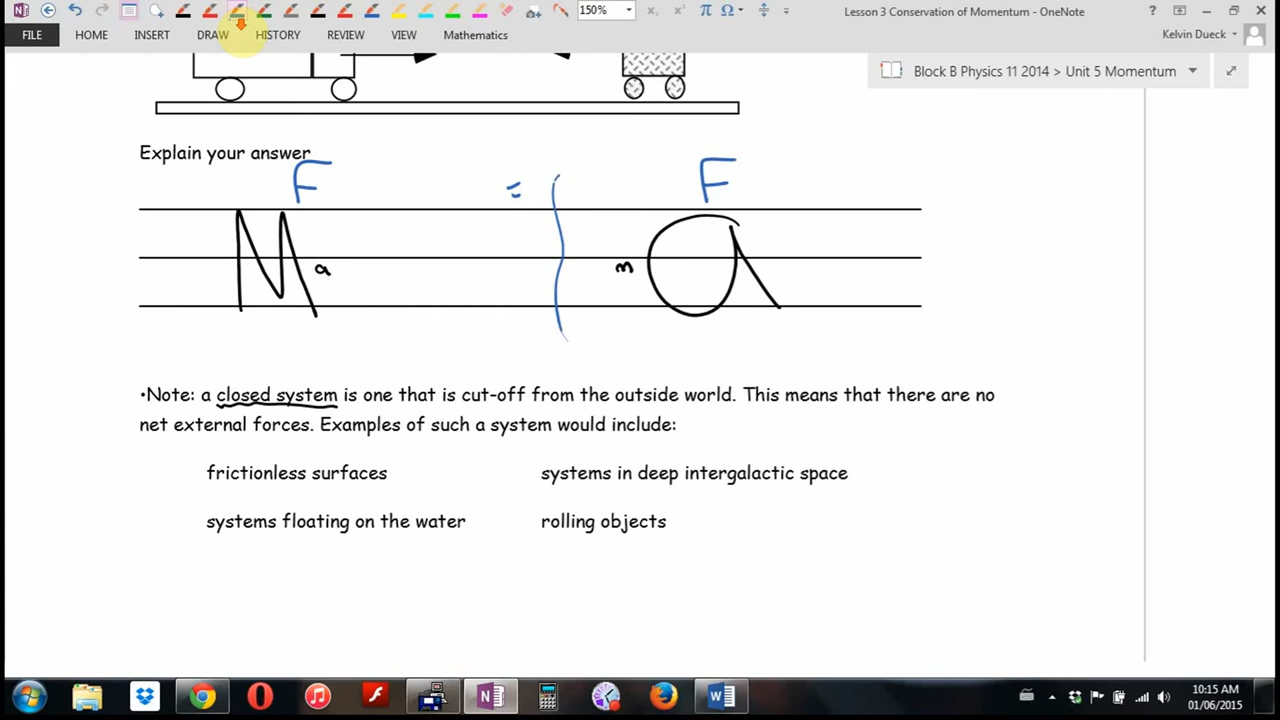 150%
Lesson 3 Conservation of Momentum - OneNote
FILE HOME INSERT DRAW HISTORY REVIEW VIEW Mathematics
Kelvin Dueck
Block B Physics 11 2014 > Unit 5 Momentum
Explain your answer
F = F
M a m a
•Note: a closed system is one that is cut-off from the outside world. This means that there are no
net external forces. Examples of such a system would include:
frictionless surfaces systems in deep intergalactic space
systems floating on the water rolling objects
10:15 AM
01/06/2015